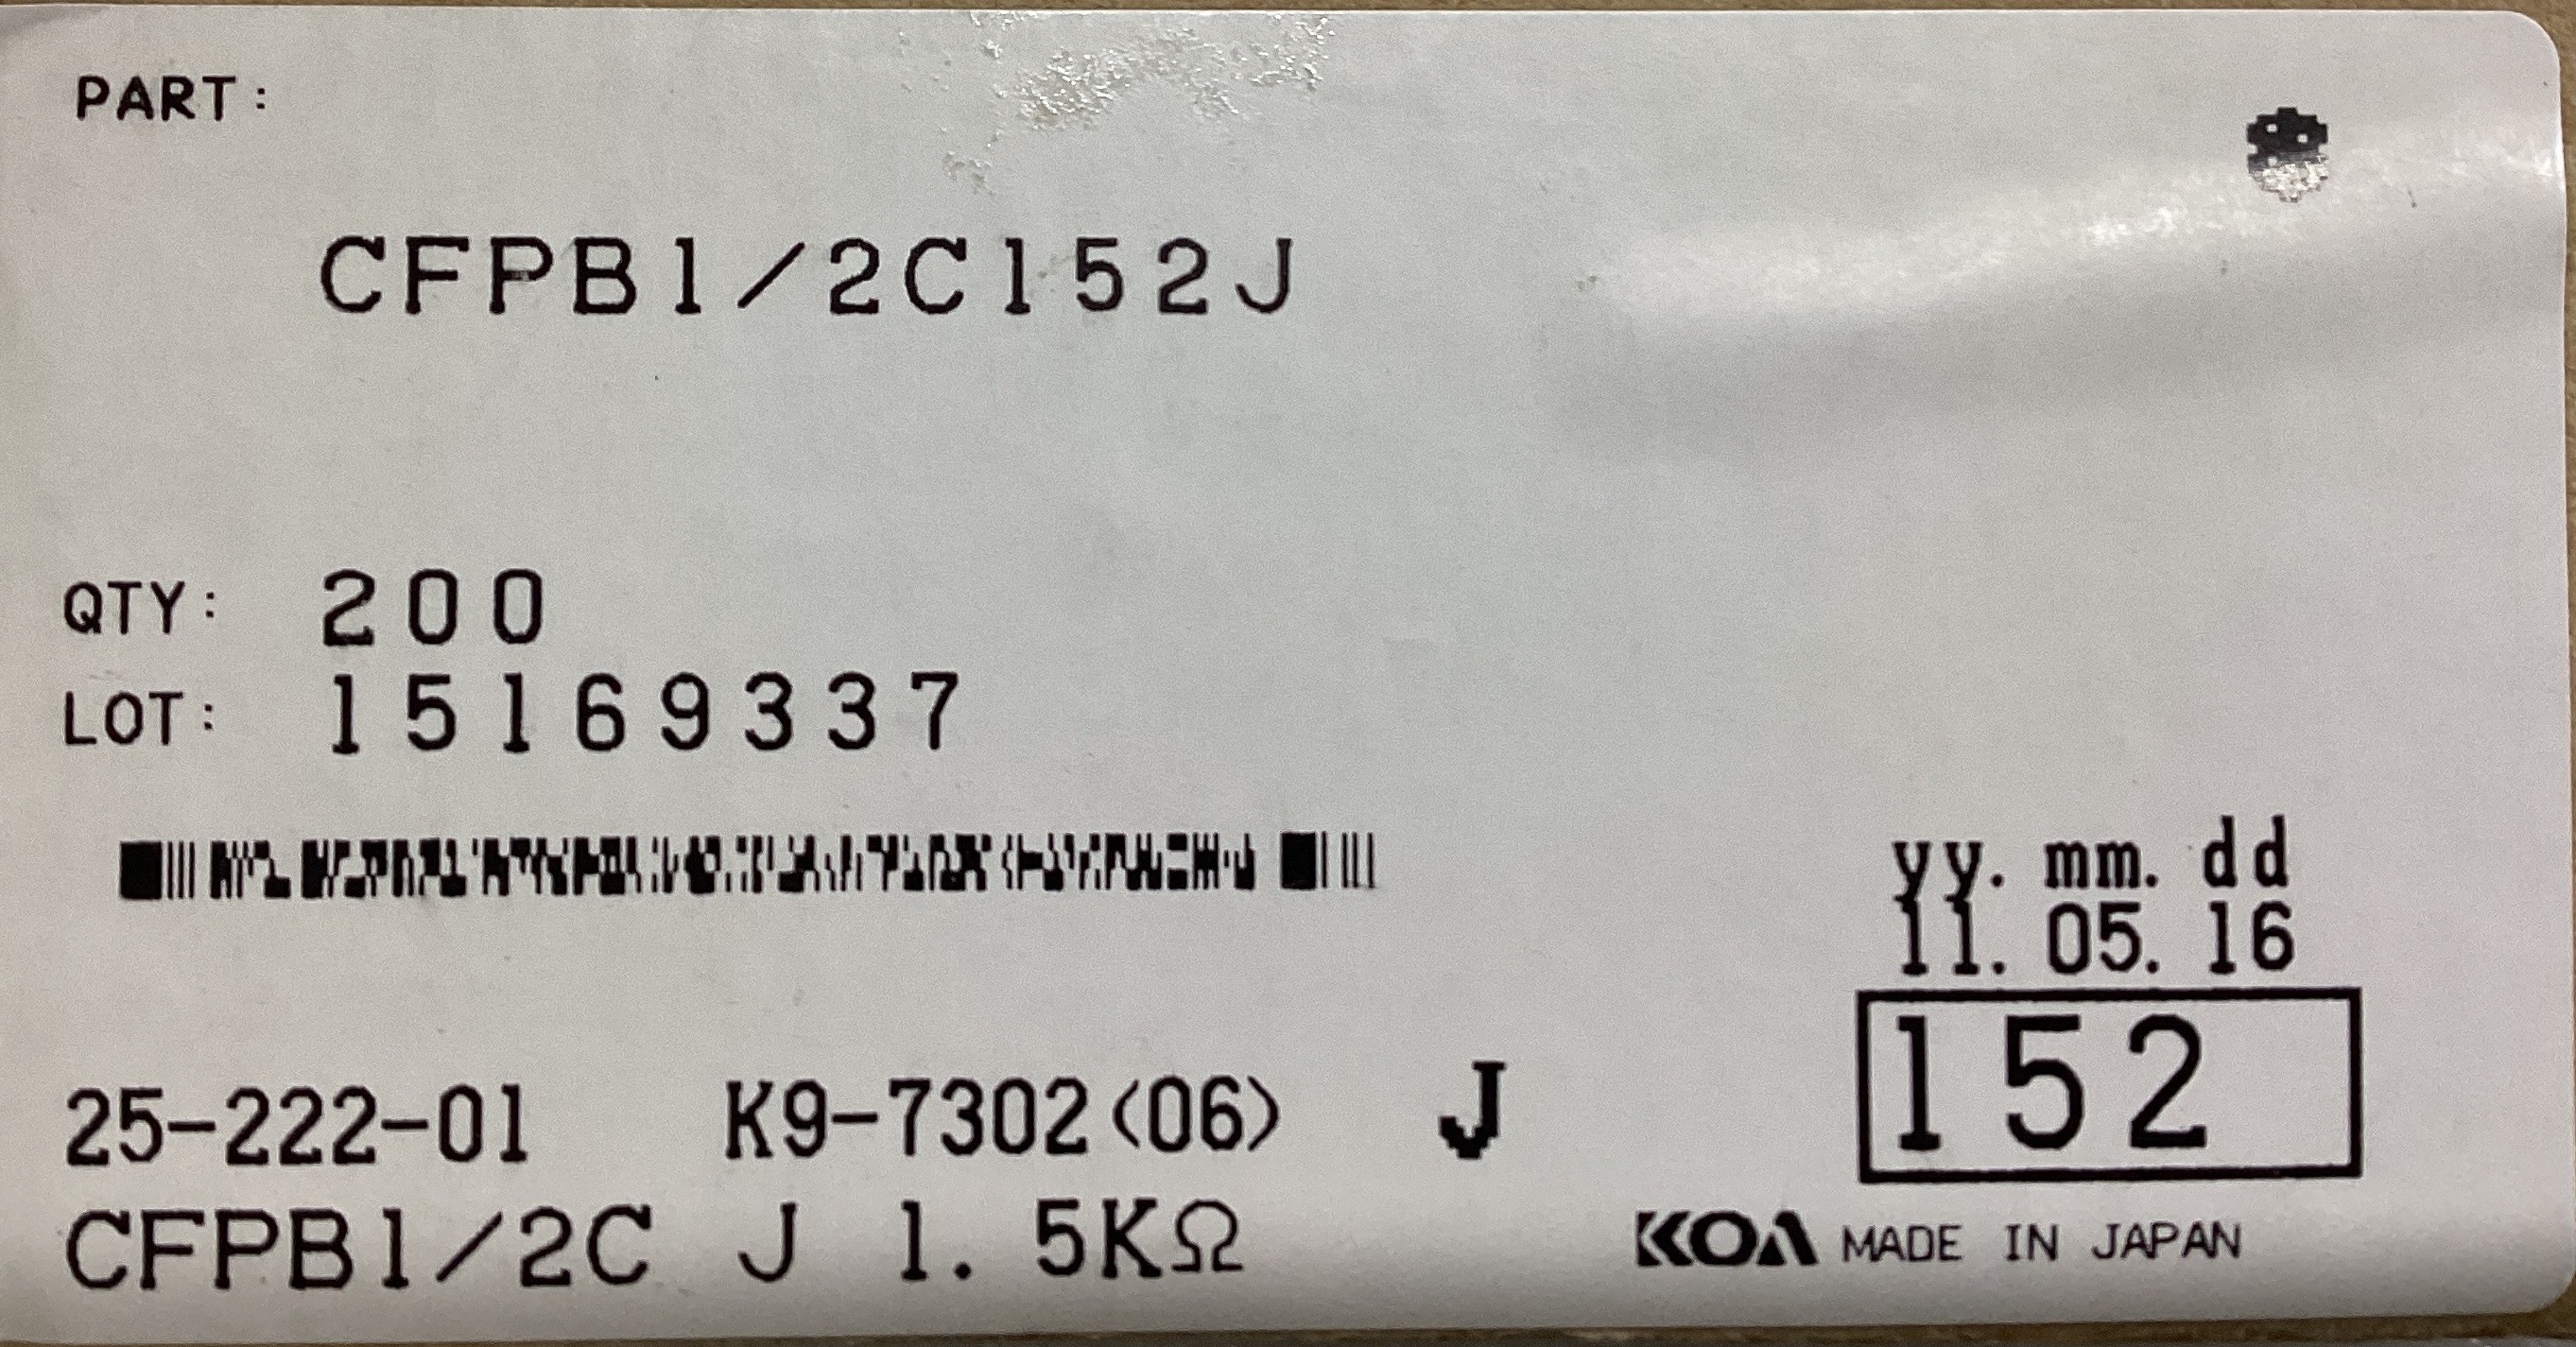 PART:
CFPB1/2C152J
QTY: 200
LOT: 15169337
yy. mm. dd
11. 05. 16
152
25-222-01 K9-7302(06) J
CFPB1/2C J 1. 5KΩ
KOA MADE IN JAPAN